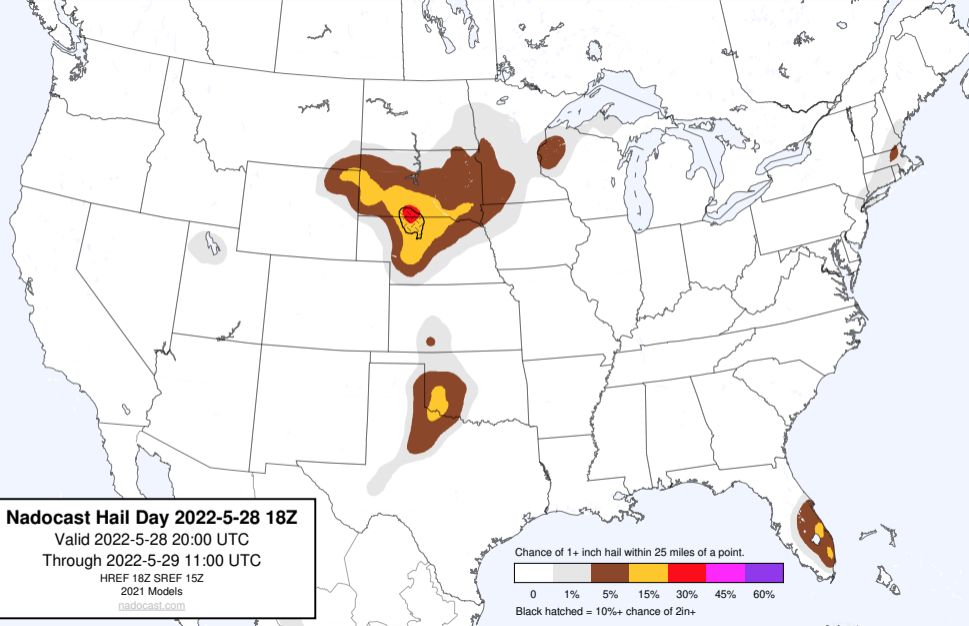 Nadocast Hail Day 2022-5-28 18Z
Valid 2022-5-28 20:00 UTC
Through 2022-5-29 11:00 UTC
HREF 18Z SREF 15Z
2021 Models
nadocast.com
Chance of 1+ inch hail within 25 miles of a point.
0 1% 5% 15% 30% 45% 60%
Black hatched = 10%+ chance of 2in+